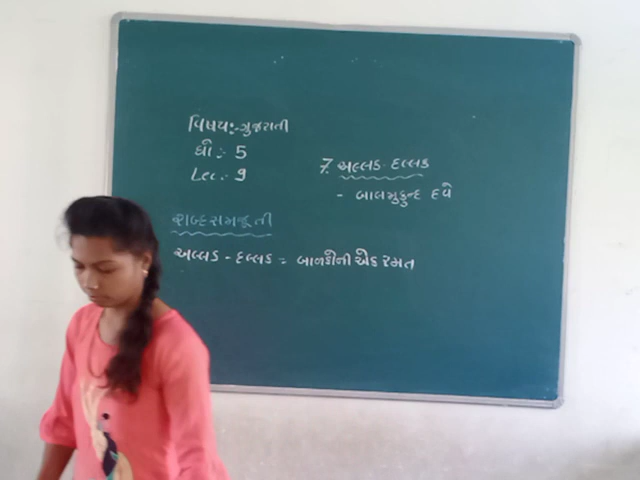 વિષય:-ગુજરાતી
ધો:- 5
Lec:- 9
7. અલ્લક- દલ્લક
- બાલમુકુન્દ દવે
શબ્દસમજૂતી
અલ્લક - દલ્લક = બાળકોની એક રમત